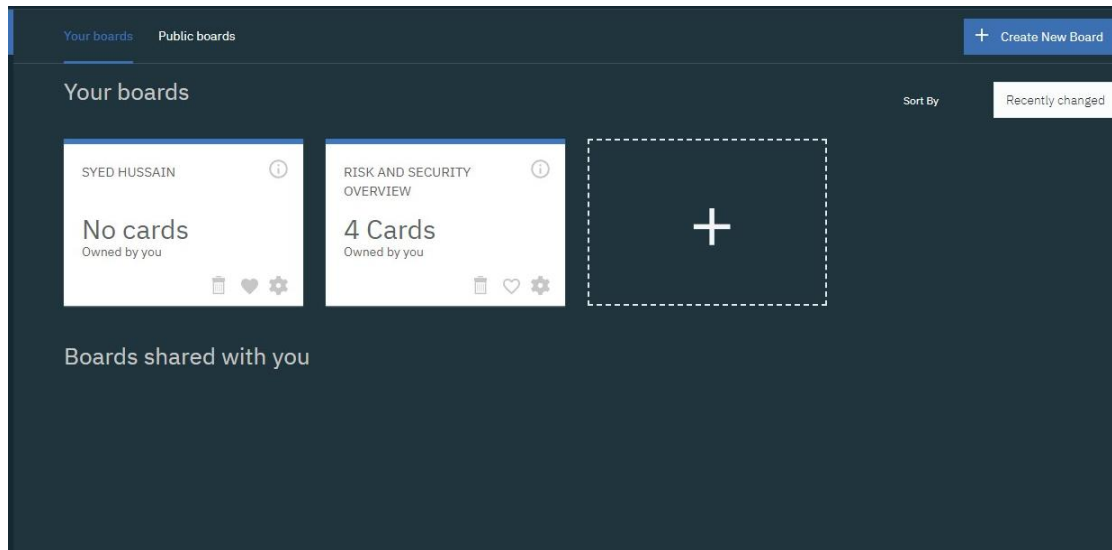 Your boards
Public boards
+ Create New Board
Your boards
Sort By
Recently changed
SYED HUSSAIN
No cards
Owned by you
RISK AND SECURITY
OVERVIEW
4 Cards
Owned by you
Boards shared with you